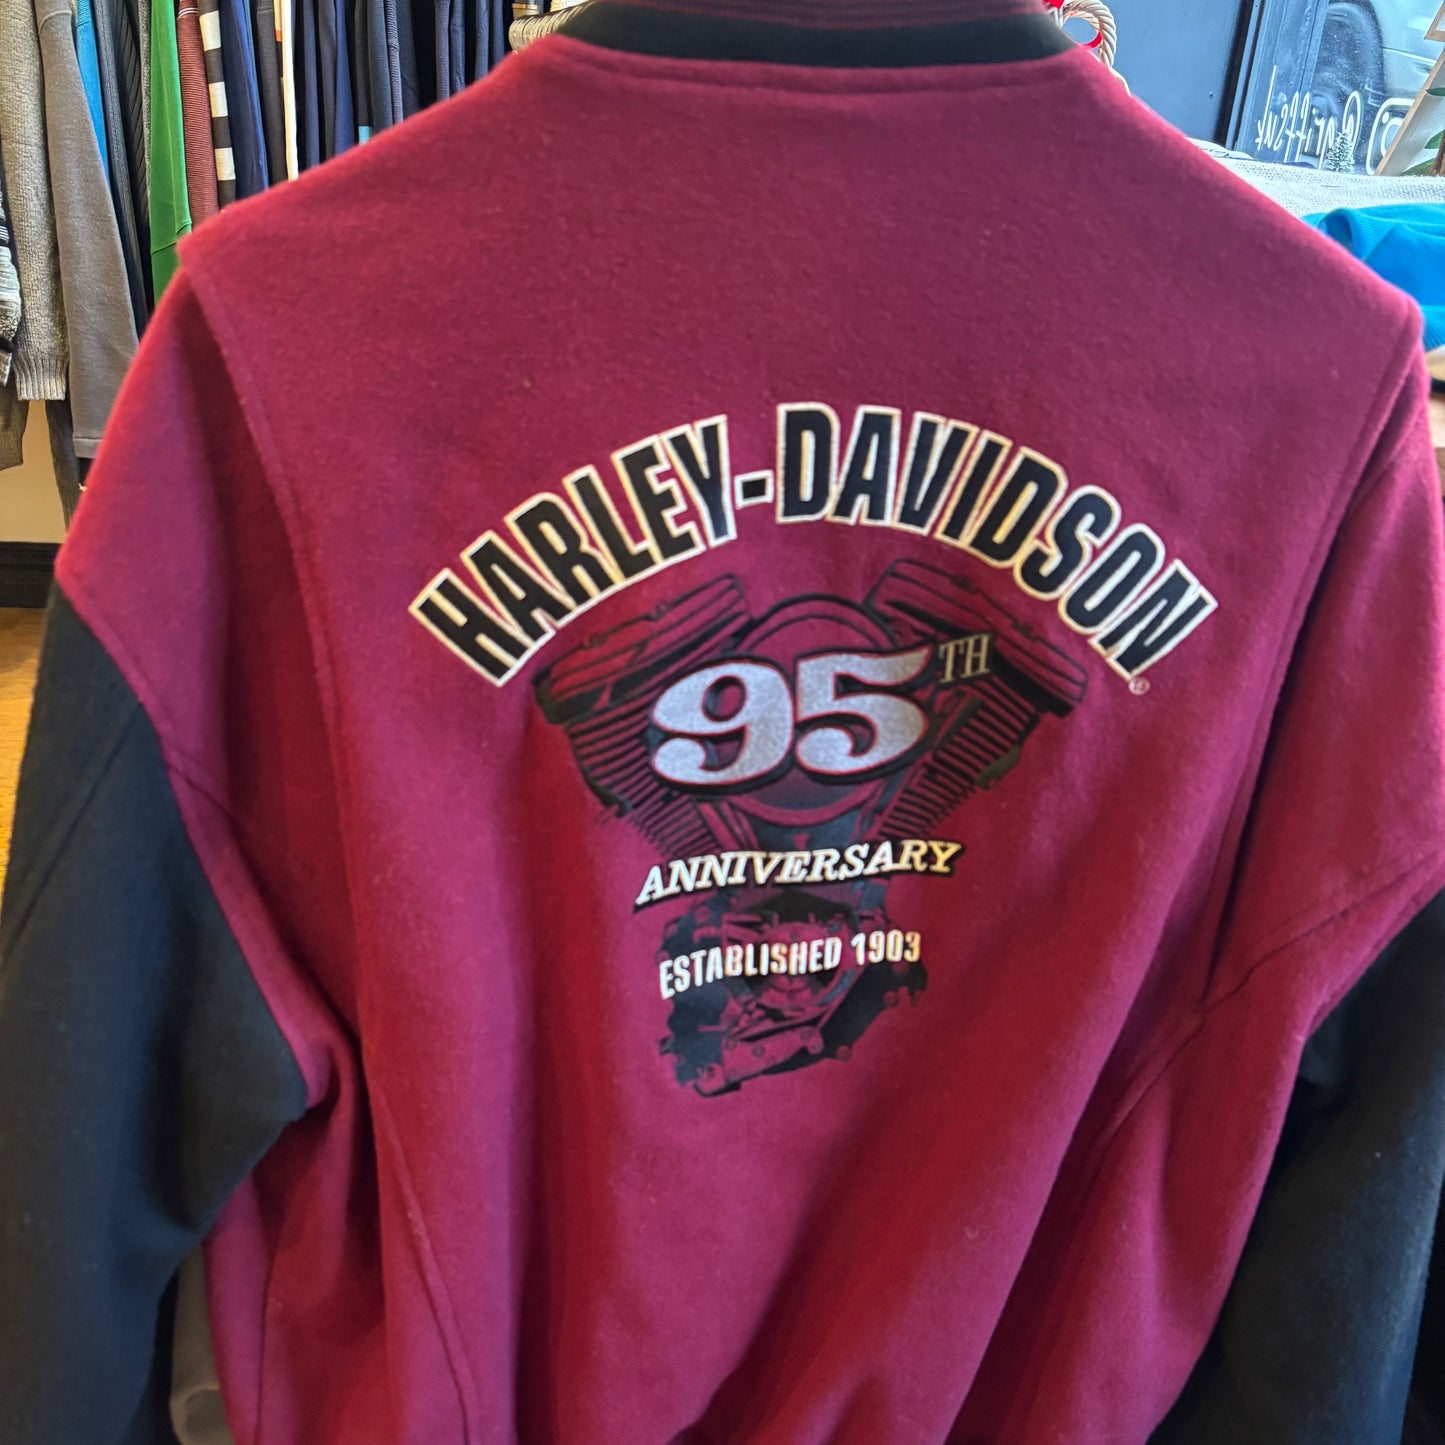 HARLEY-DAVIDSON®
95TH
ANNIVERSARY
ESTABLISHED 1903